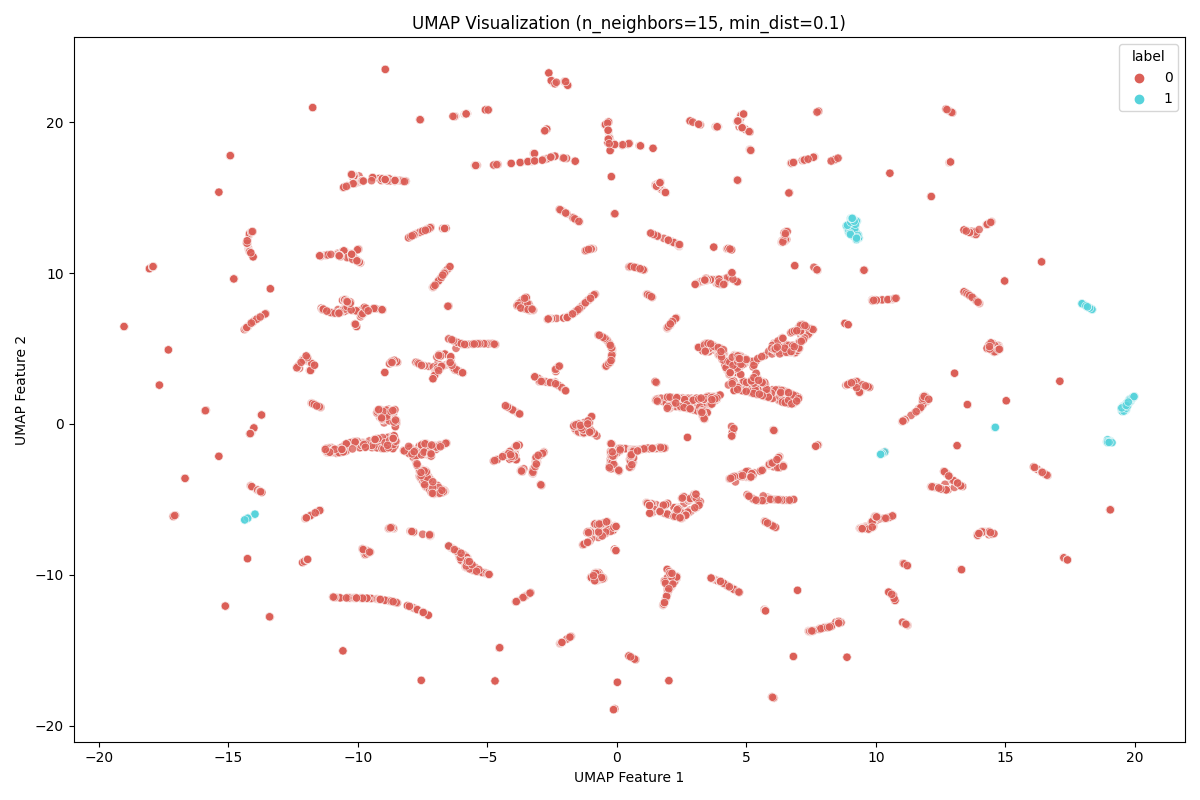 UMAP Visualization (n_neighbors=15, min_dist=0.1)
label
0
1
UMAP Feature 2
20
10
0
−10
−20
−20 −15 −10 −5 0 5 10 15 20
UMAP Feature 1